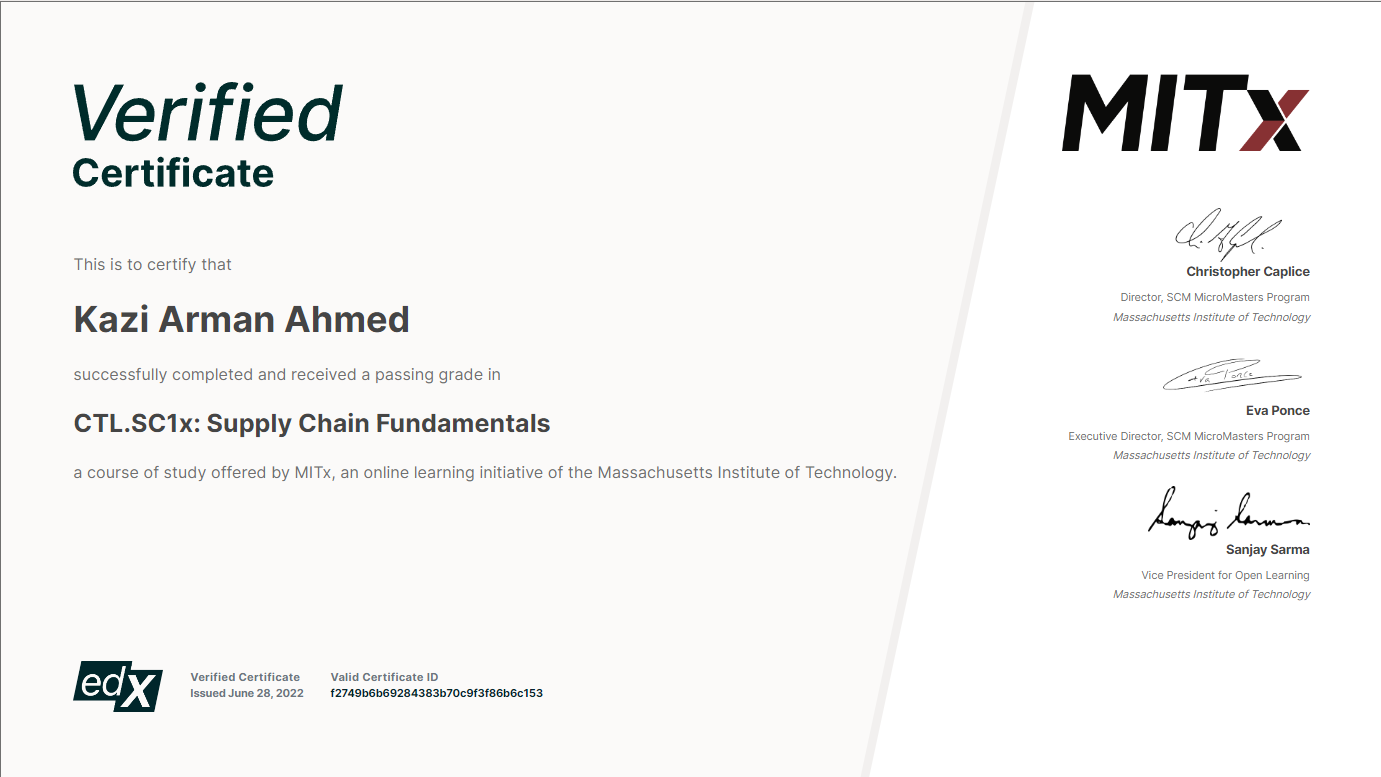 Verified
Certificate
This is to certify that
Kazi Arman Ahmed
successfully completed and received a passing grade in
CTL.SC1x: Supply Chain Fundamentals
a course of study offered by MITx, an online learning initiative of the Massachusetts Institute of Technology.
edX
Verified Certificate
Issued June 28, 2022
Valid Certificate ID
f2749b6b69284383b70c9f3f86b6c153
MITx
Christopher Caplice
Director, SCM MicroMasters Program
Massachusetts Institute of Technology
Eva Ponce
Eva Ponce
Executive Director, SCM MicroMasters Program
Massachusetts Institute of Technology
Sanjay Sarma
Sanjay Sarma
Vice President for Open Learning
Massachusetts Institute of Technology